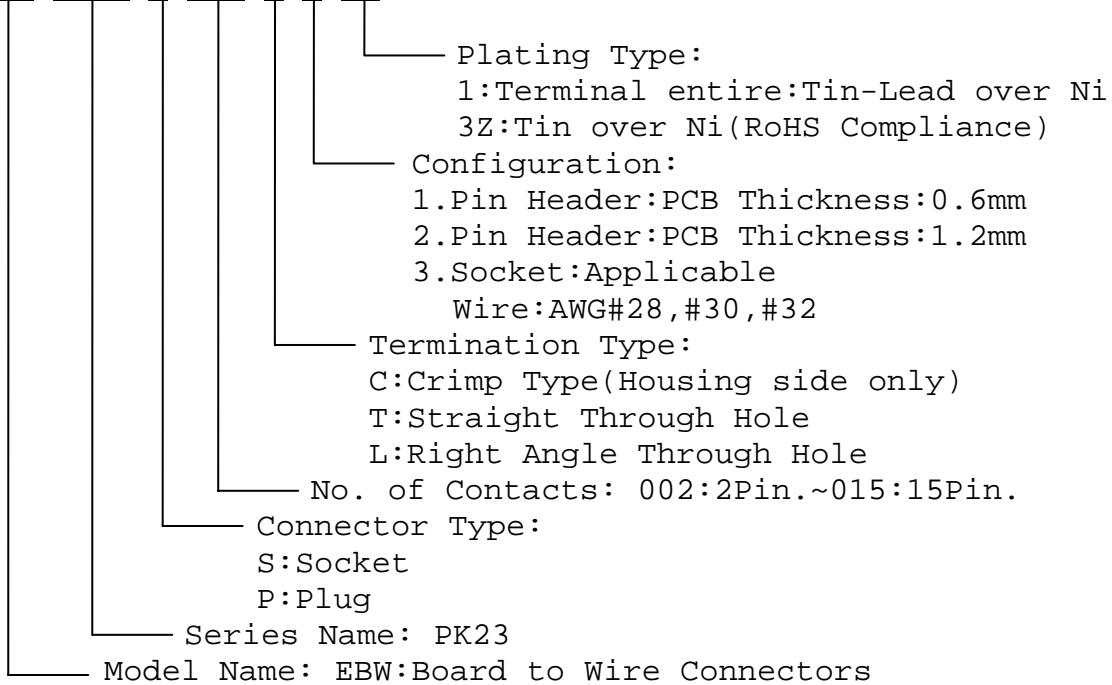 Plating Type:
1:Terminal entire:Tin-Lead over Ni
3Z:Tin over Ni(RoHS Compliance)
Configuration:
1.Pin Header:PCB Thickness:0.6mm
2.Pin Header:PCB Thickness:1.2mm
3.Socket:Applicable
Wire:AWG#28,#30,#32
Termination Type:
C:Crimp Type(Housing side only)
T:Straight Through Hole
L:Right Angle Through Hole
No. of Contacts: 002:2Pin.~015:15Pin.
Connector Type:
S:Socket
P:Plug
Series Name: PK23
Model Name: EBW:Board to Wire Connectors